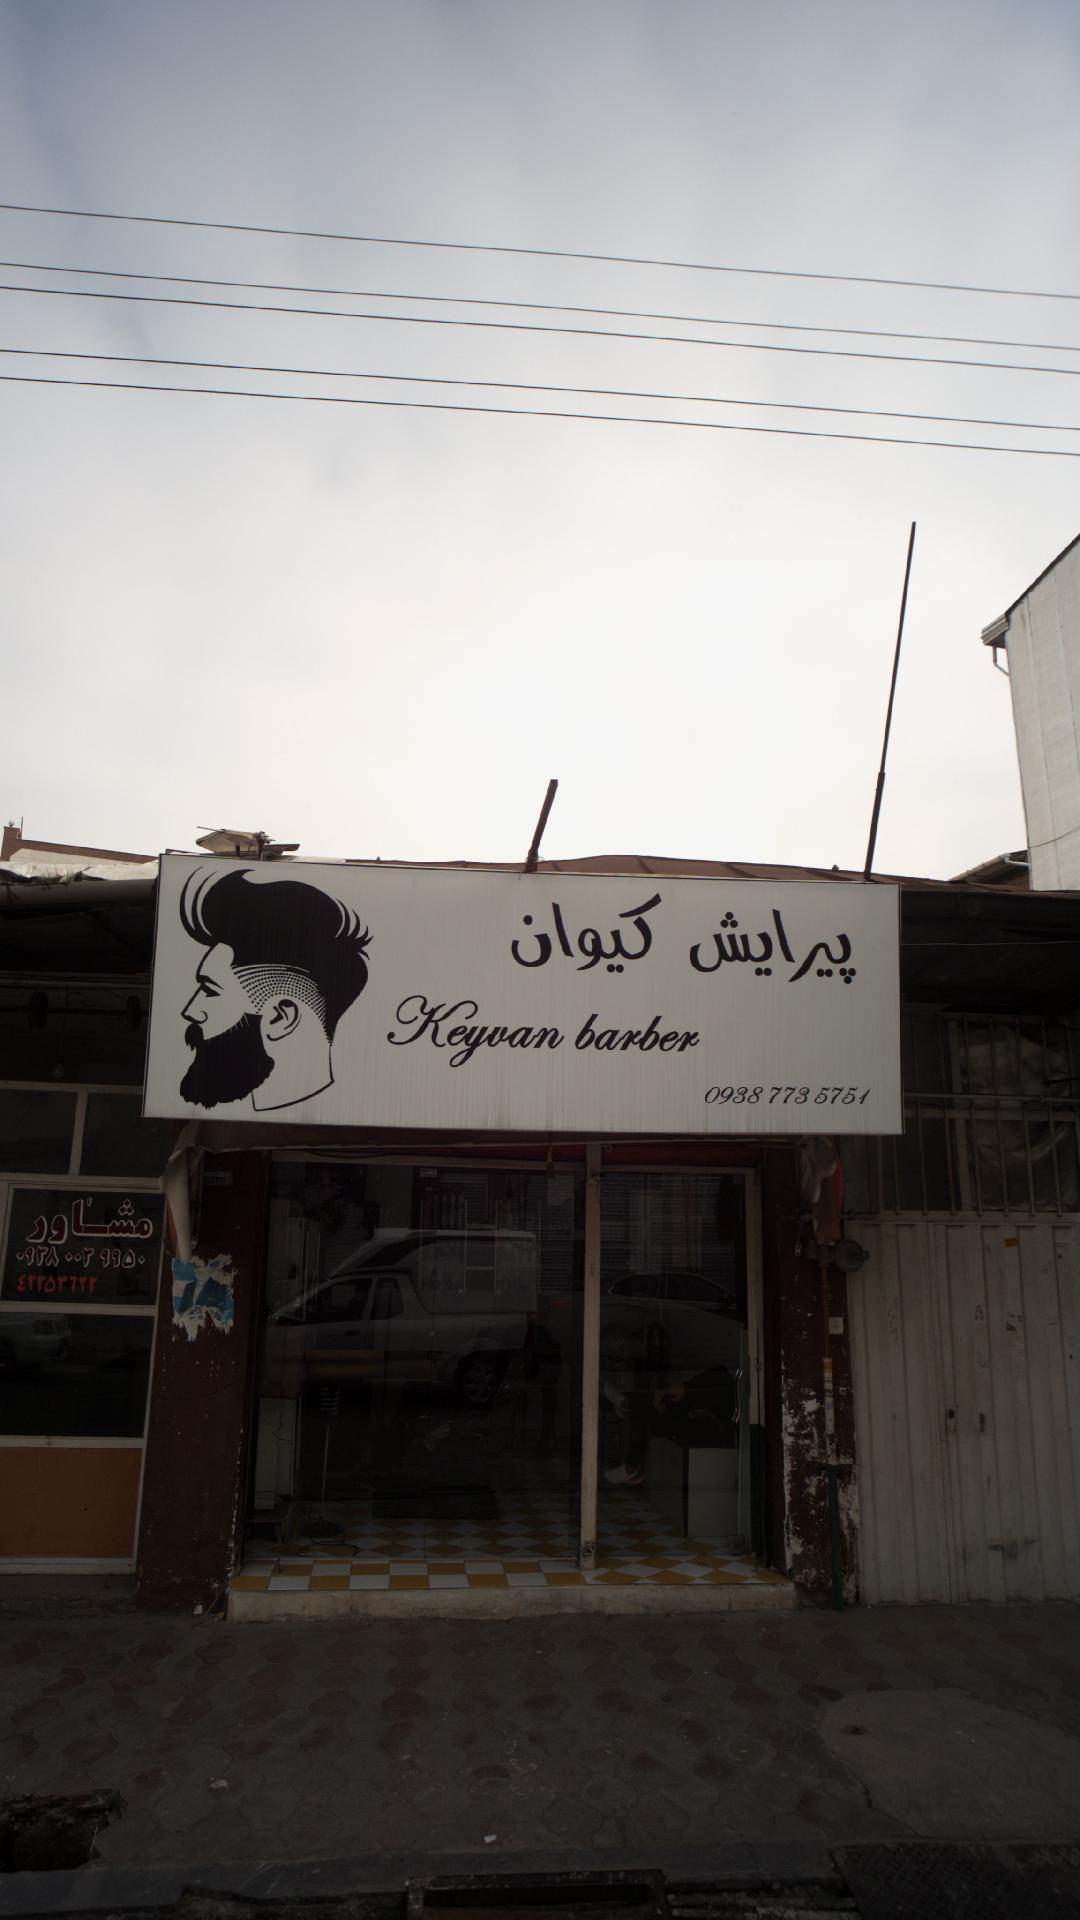 پیرایش کیوان
Keyvan barber
0938 773 5751
مشاور
۰۹۳۸ ۰۰۳ ۹۹۵۰
۴۲۲۵۳۶۲۲